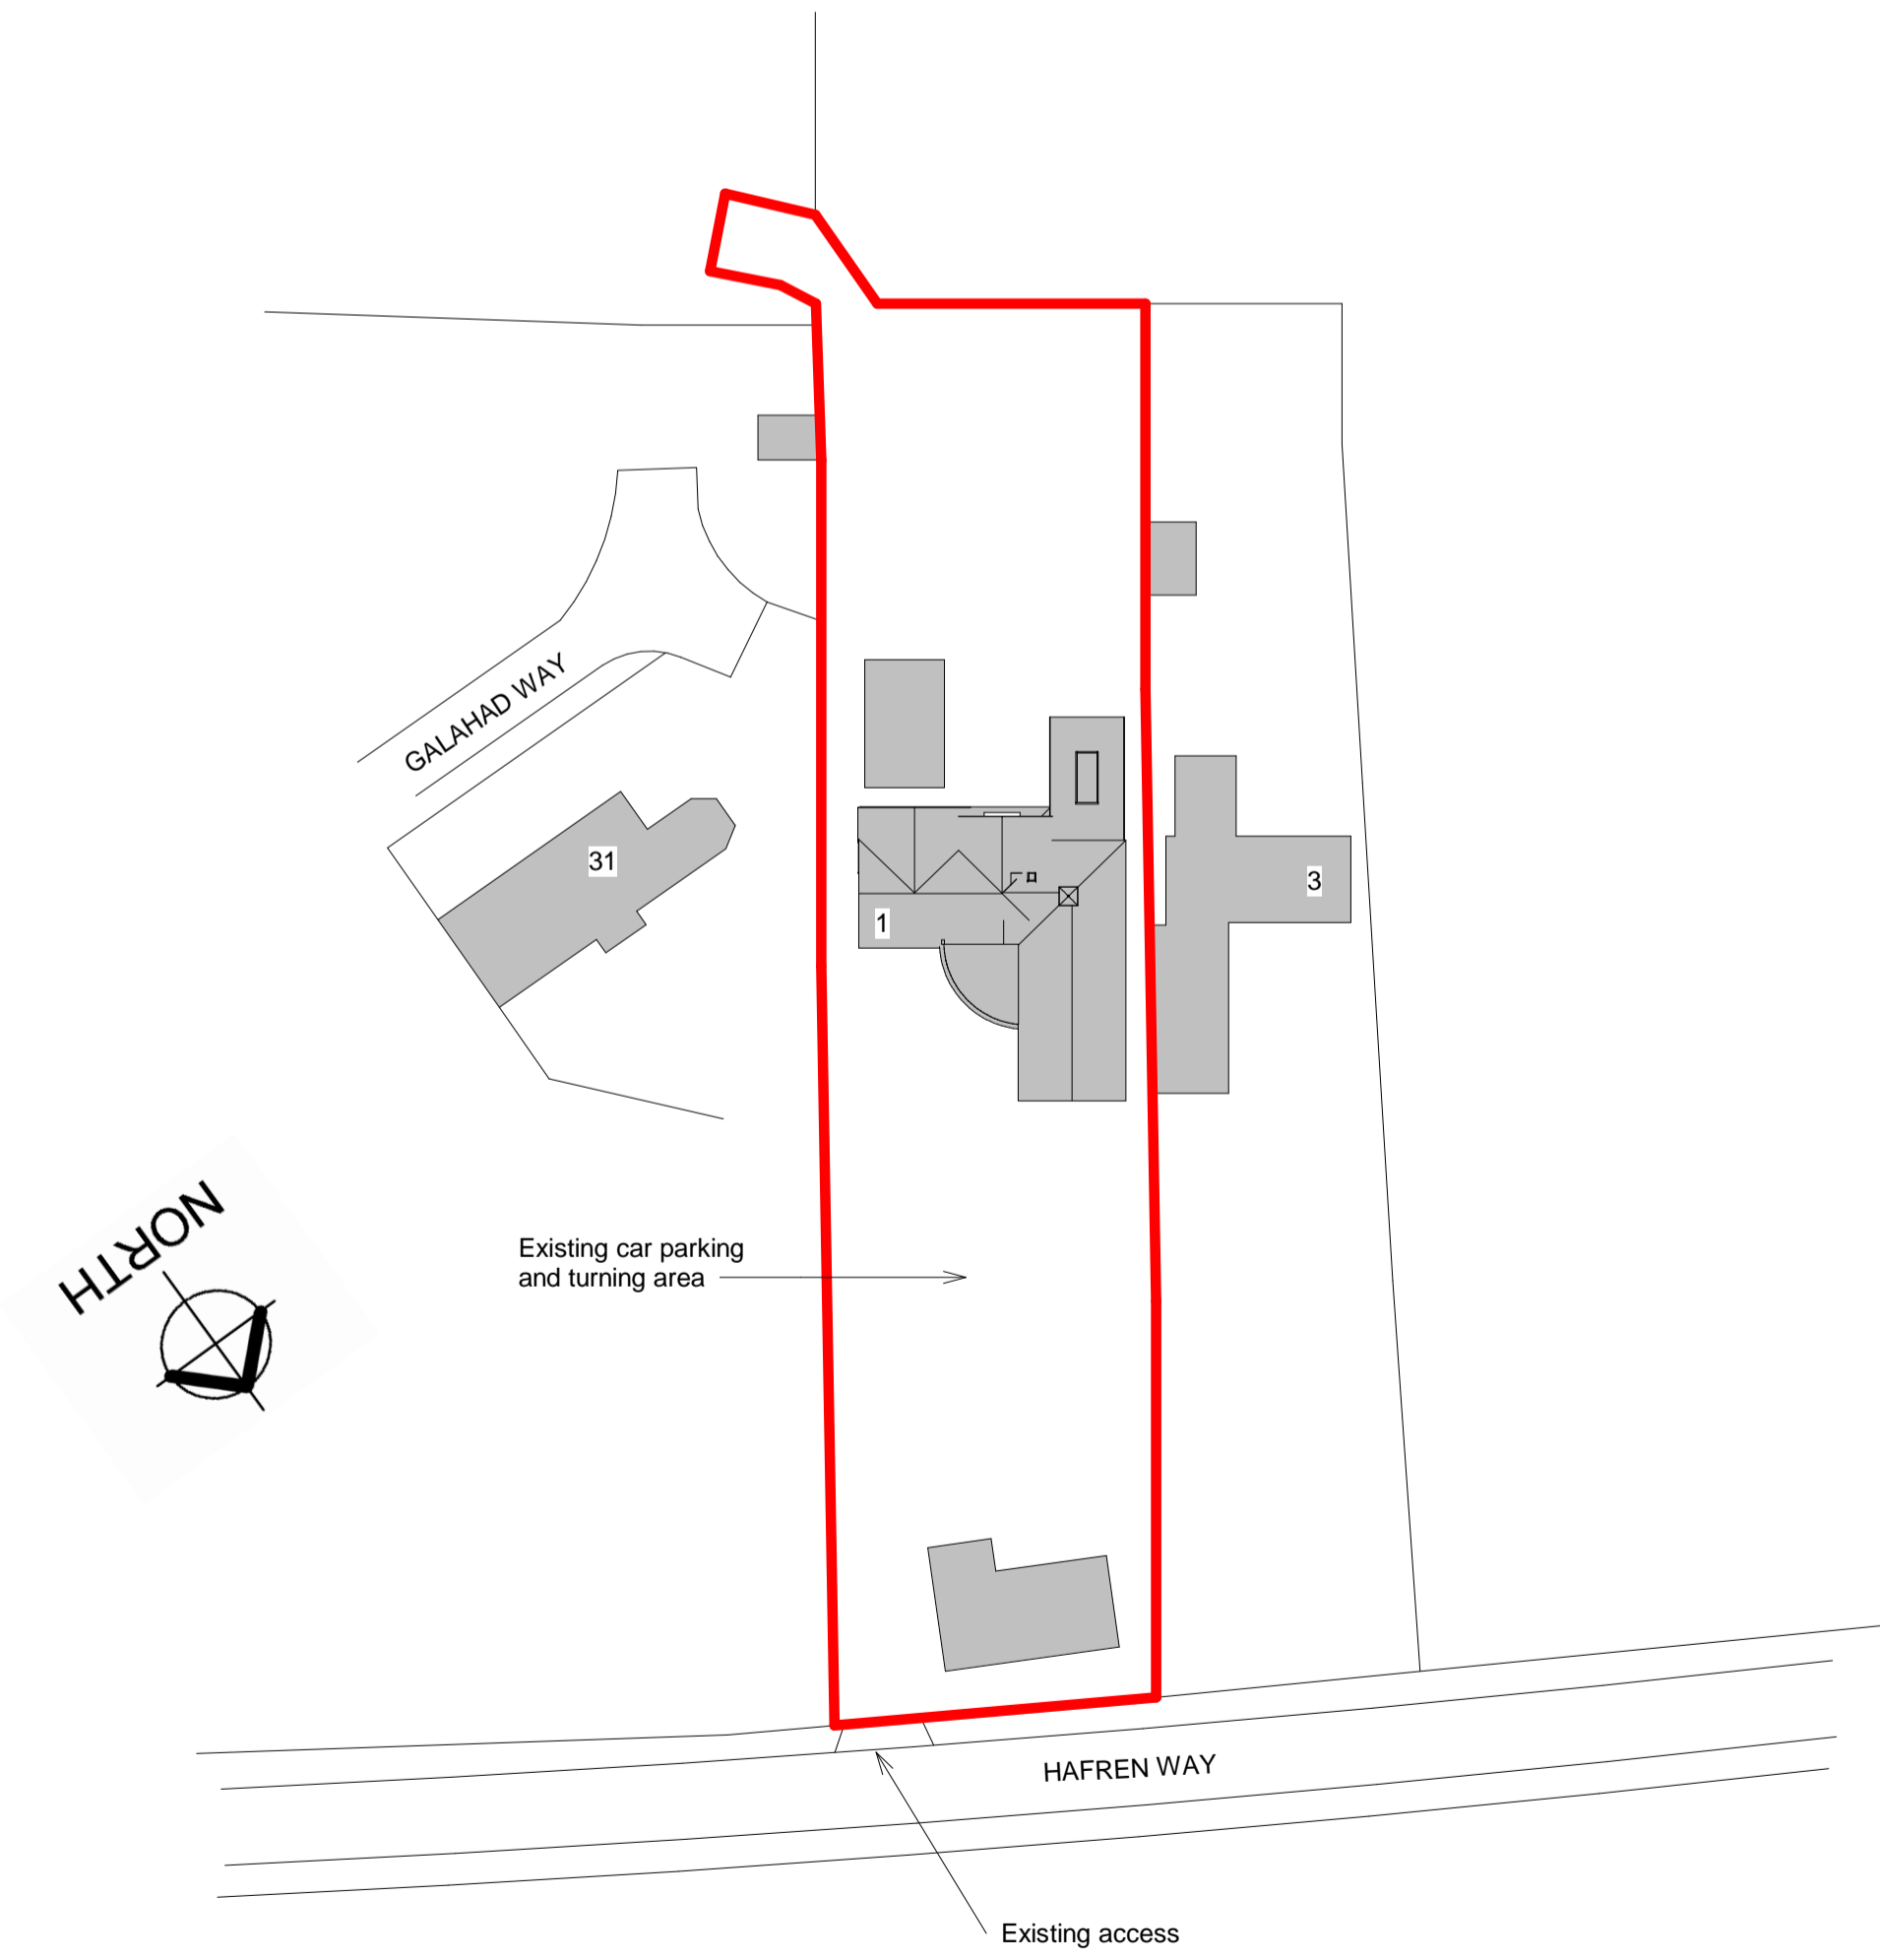 GALAHAD WAY
31
3
1
NORTH
Existing car parking
and turning area
HAFREN WAY
Existing access